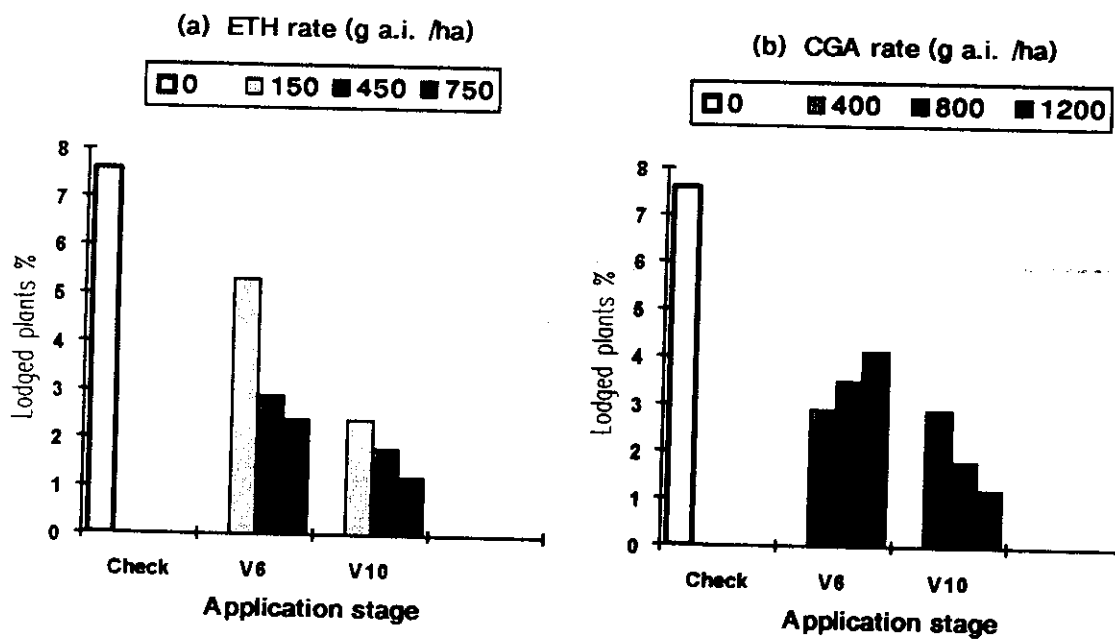 (a) ETH rate (g a.i. /ha)
0 150 450 750
8
7
6
5
4
3
2
1
0
Lodged plants %
Check V6 V10
Application stage
(b) CGA rate (g a.i. /ha)
0 400 800 1200
8
7
6
5
4
3
2
1
0
Lodged plants %
Check V6 V10
Application stage